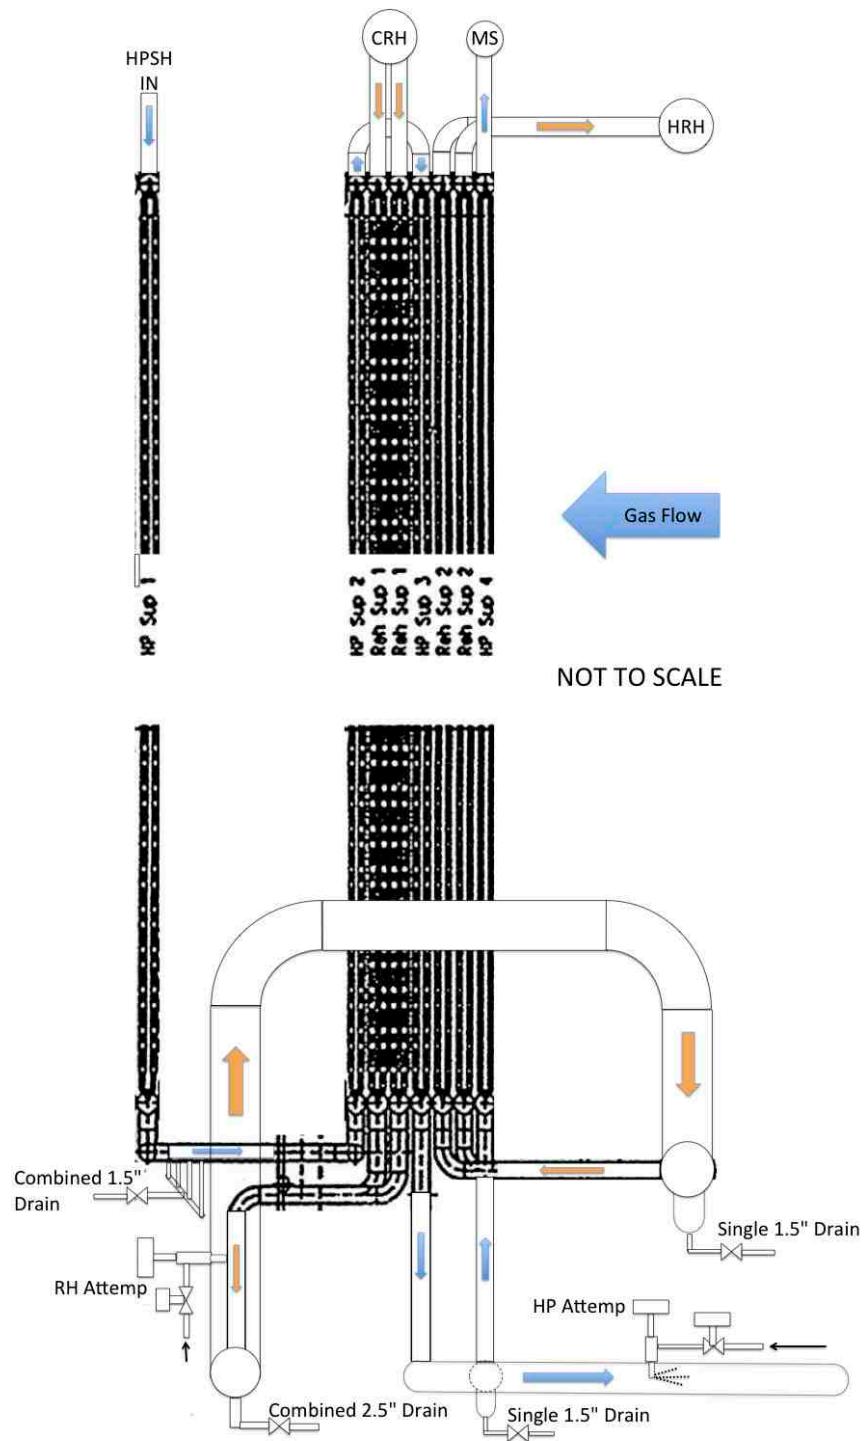 HPSH
IN
CRH
MS
HRH
Gas Flow
HP Sup 1
HP Sup 2
Reh Sup 1
Reh Sup 1
HP Sup 3
Reh Sup 2
Reh Sup 2
HP Sup 4
NOT TO SCALE
Combined 1.5"
Drain
RH Attemp
Single 1.5" Drain
HP Attemp
Combined 2.5" Drain
Single 1.5" Drain